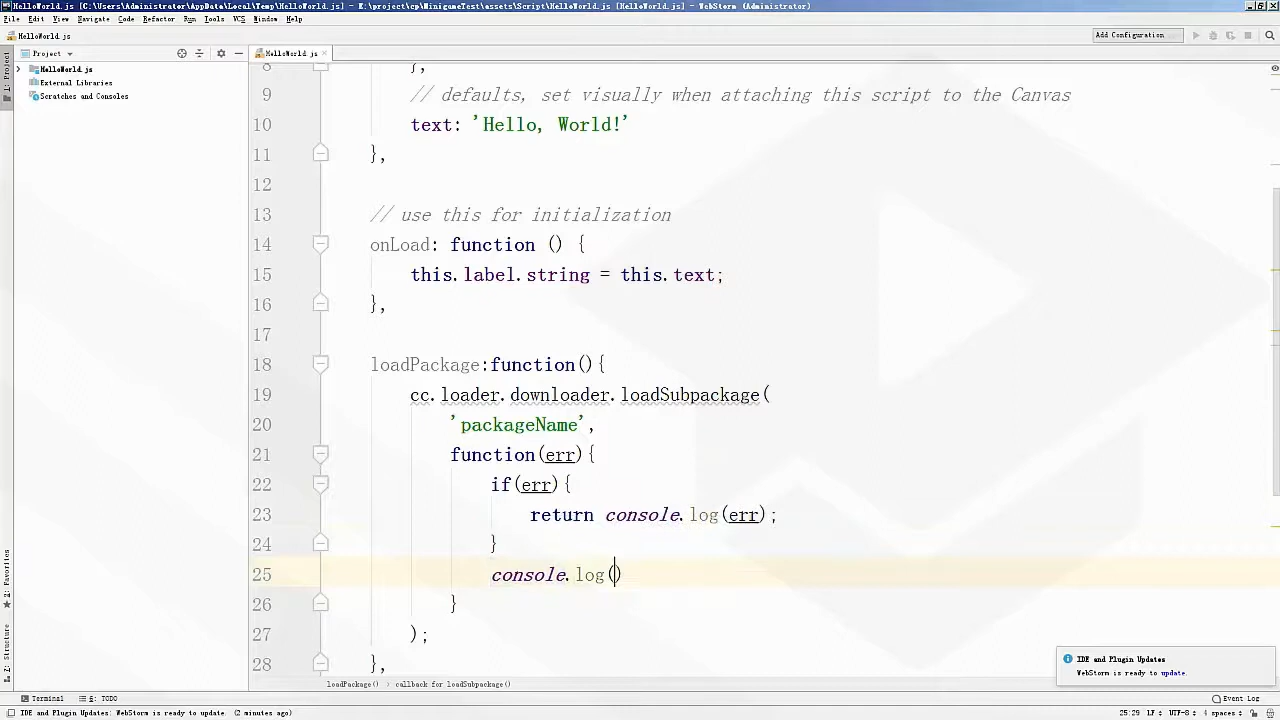 HelloWorld.js [C:\Users\Administrator\AppData\Local\Temp\HelloWorld.js] - E:\project\cp\MinigameTest\assets\Script\HelloWorld.js [HelloWorld.js] - WebStorm (Administrator)
File Edit View Navigate Code Refactor Run Tools VCS Window Help
HelloWorld.js
Add Configuration...
Project
HelloWorld.js
1: Project
HelloWorld.js
External Libraries
Scratches and Consoles
8 },
9 // defaults, set visually when attaching this script to the Canvas
10 text: 'Hello, World!'
11 },
12
13 // use this for initialization
14 onLoad: function () {
15 this.label.string = this.text;
16 },
17
18 loadPackage:function(){
19 cc.loader.downloader.loadSubpackage(
20 'packageName',
21 function(err){
22 if(err){
23 return console.log(err);
24 }
25 console.log()
26 }
27 );
28 },
2: Favorites
7: Structure
IDE and Plugin Updates
WebStorm is ready to update.
loadPackage() › callback for loadSubpackage()
Terminal 6: TODO
Event Log
IDE and Plugin Updates: WebStorm is ready to update. (2 minutes ago)
25:29 LF UTF-8 4 spaces